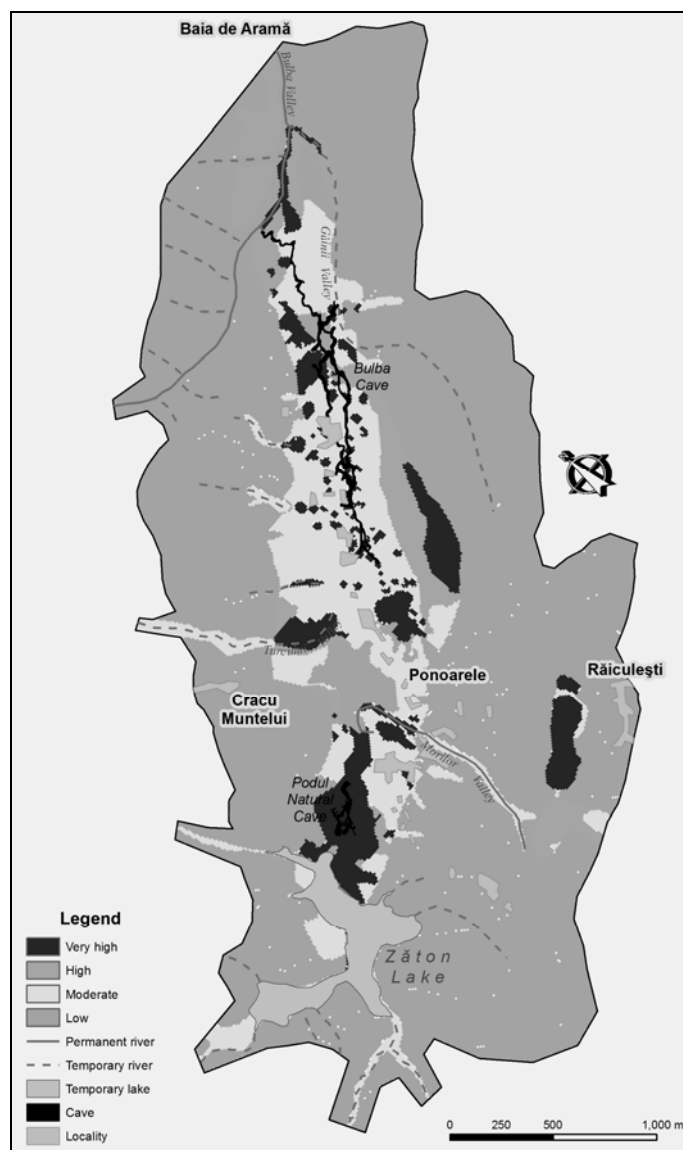 Baia de Aramă
Bulba Valley
Găinii Valley
Bulba
Cave
Ponoarele
Răiculeşti
Cracu
Muntelui
Morilor
Valley
Podul
Natural
Cave
Zăton
Lake
Legend
Very high
High
Moderate
Low
Permanent river
Temporary river
Temporary lake
Cave
Locality
0 250 500 1,000 m